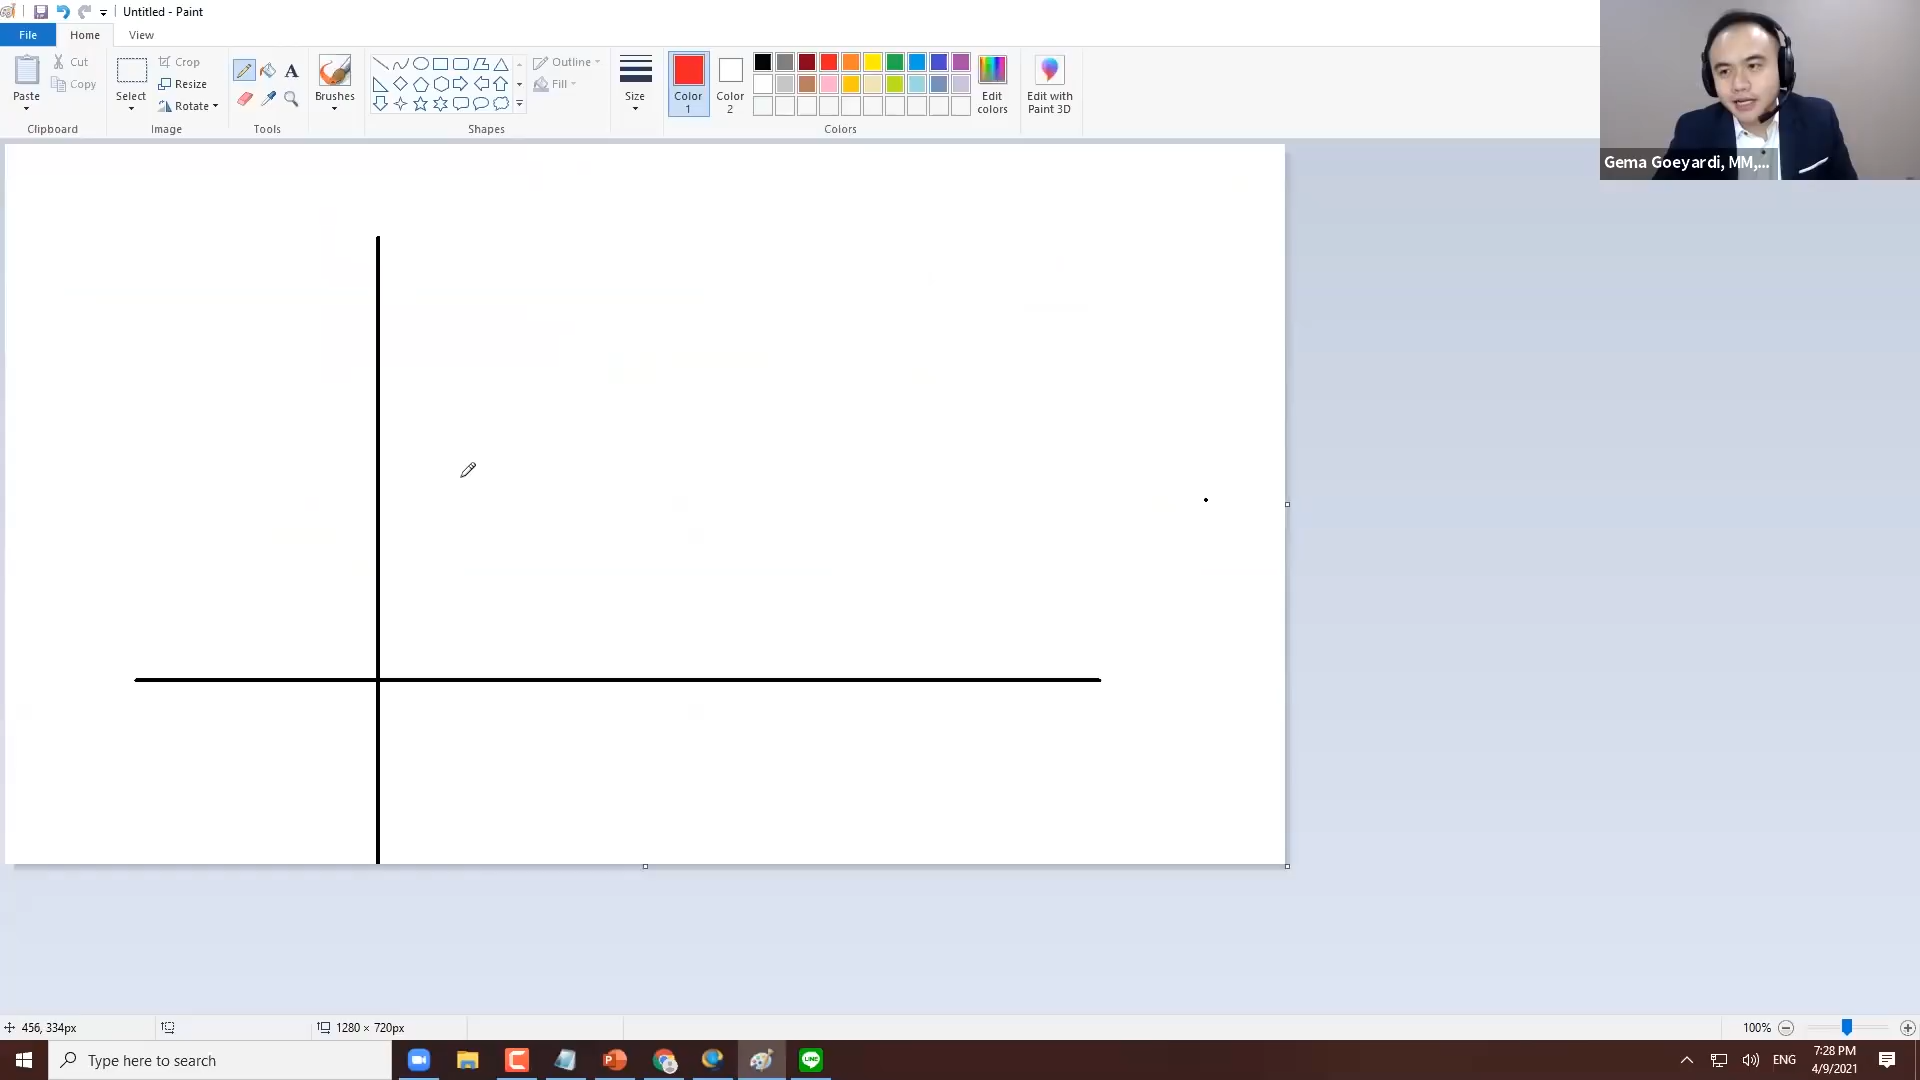 Untitled - Paint
File
Home
View
Paste
Cut
Copy
Clipboard
Select
Crop
Resize
Rotate
Image
A
Tools
Brushes
Outline
Fill
Shapes
Size
Color
1
Color
2
Edit
colors
Edit with
Paint 3D
Colors
Gema Goeyardi, MM,...
456, 334px
1280 × 720px
100%
Type here to search
P
LINE
ENG
7:28 PM
4/9/2021